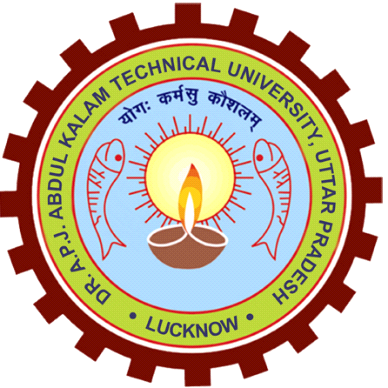 DR. A.P.J. ABDUL KALAM TECHNICAL UNIVERSITY, UTTAR PRADESH
योगः कर्मसु कौशलम्
• LUCKNOW •